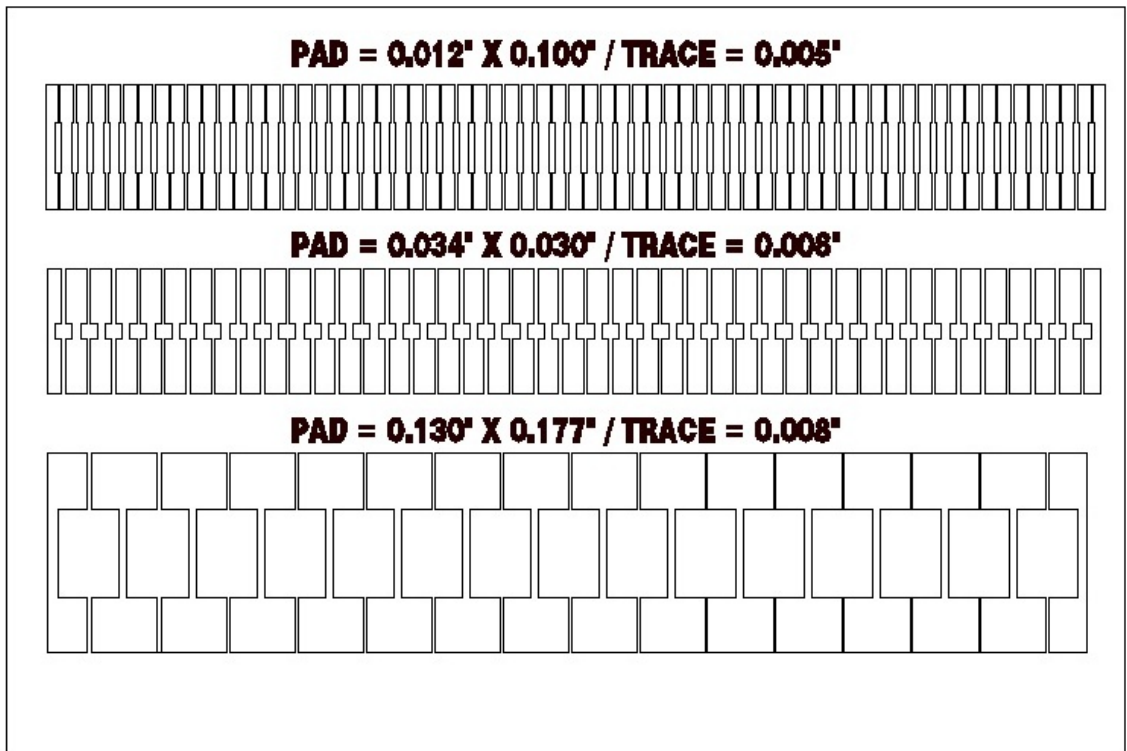 PAD = 0.012" X 0.100" / TRACE = 0.005"
PAD = 0.034" X 0.030" / TRACE = 0.008"
PAD = 0.130" X 0.177" / TRACE = 0.008"